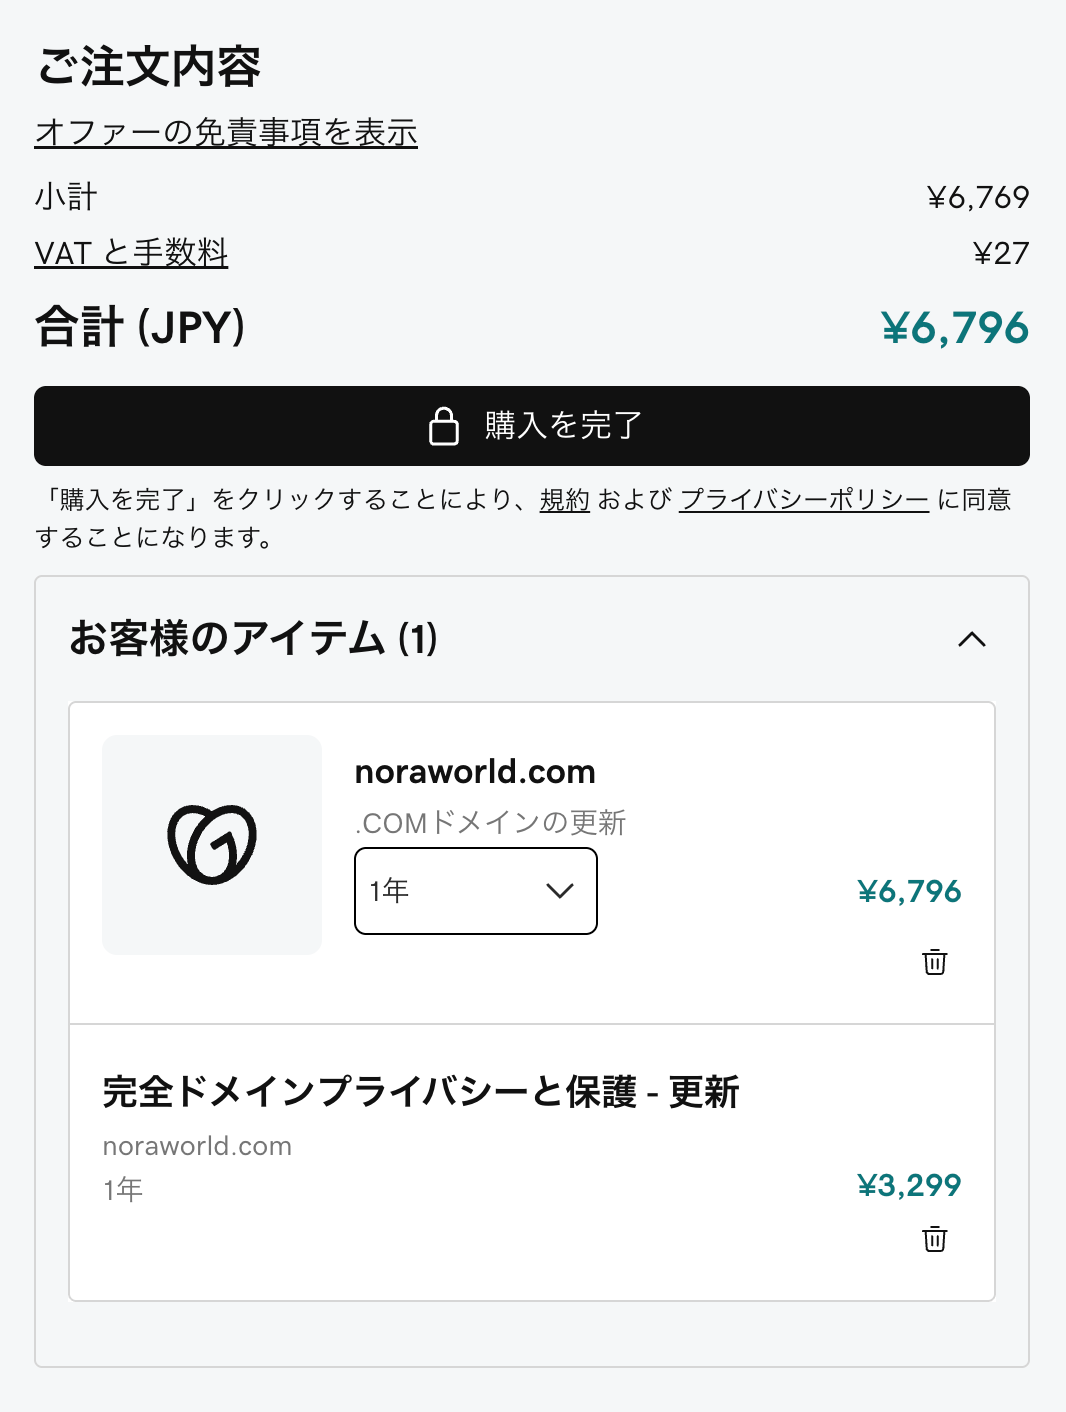 ご注文内容
オファーの免責事項を表示
小計 ¥6,769
VAT と手数料 ¥27
合計 (JPY) ¥6,796
購入を完了
「購入を完了」をクリックすることにより、規約 および プライバシーポリシー に同意
することになります。
お客様のアイテム (1)
noraworld.com
.COMドメインの更新
1年 ¥6,796
完全ドメインプライバシーと保護 - 更新
noraworld.com
1年 ¥3,299